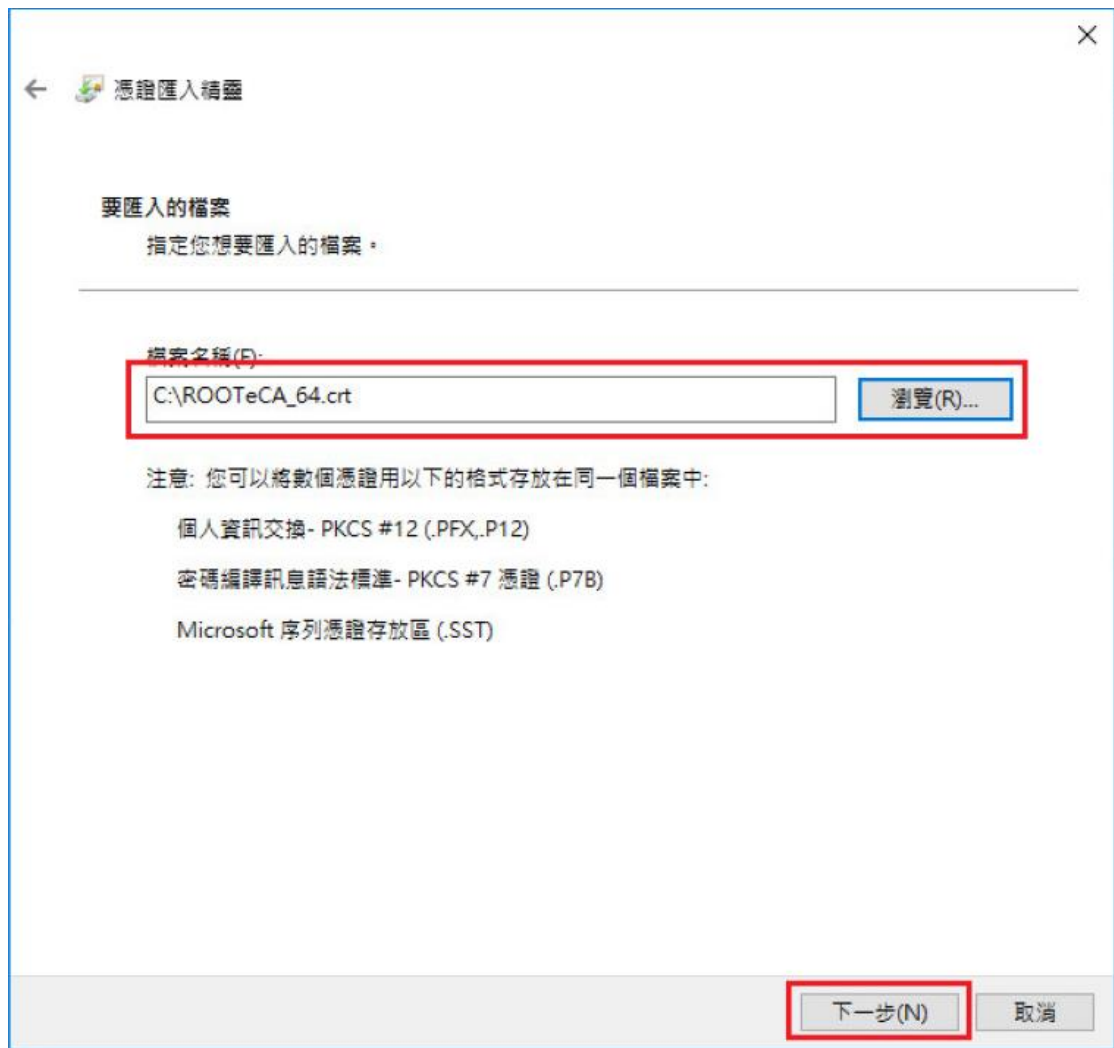 憑證匯入精靈
要匯入的檔案
指定您想要匯入的檔案。
檔案名稱(F):
C:\ROOTeCA_64.crt
瀏覽(R)...
注意: 您可以將數個憑證用以下的格式存放在同一個檔案中:
個人資訊交換- PKCS #12 (.PFX,.P12)
密碼編譯訊息語法標準- PKCS #7 憑證 (.P7B)
Microsoft 序列憑證存放區 (.SST)
下一步(N)
取消